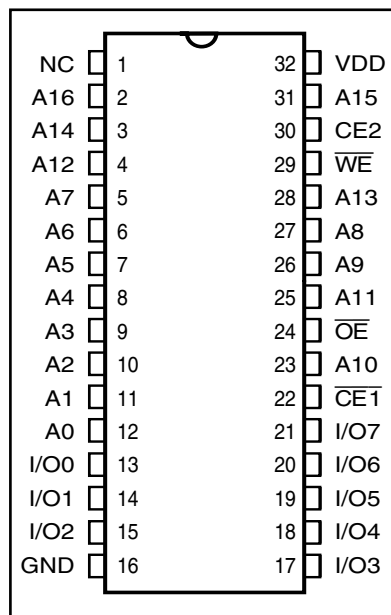 NC 1 32 VDD
A16 2 31 A15
A14 3 30 CE2
A12 4 29 W̅E̅
A7 5 28 A13
A6 6 27 A8
A5 7 26 A9
A4 8 25 A11
A3 9 24 O̅E̅
A2 10 23 A10
A1 11 22 C̅E̅1̅
A0 12 21 I/O7
I/O0 13 20 I/O6
I/O1 14 19 I/O5
I/O2 15 18 I/O4
GND 16 17 I/O3